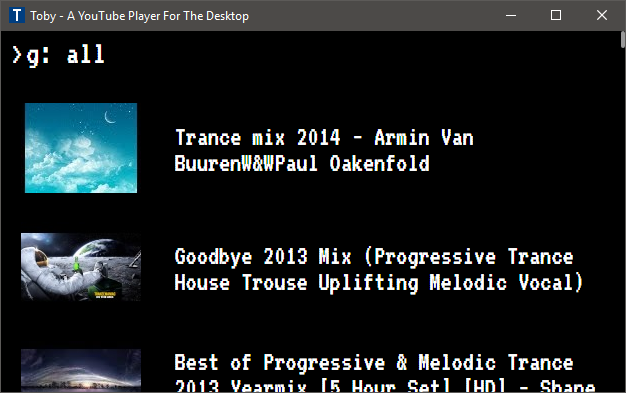 T Toby - A YouTube Player For The Desktop
>g: all
Trance mix 2014 - Armin Van
BuurenW&WPaul Oakenfold
Goodbye 2013 Mix (Progressive Trance
House Trouse Uplifting Melodic Vocal)
Best of Progressive & Melodic Trance
2013 Yearmix [5 Hour Set] [HD] - Shane